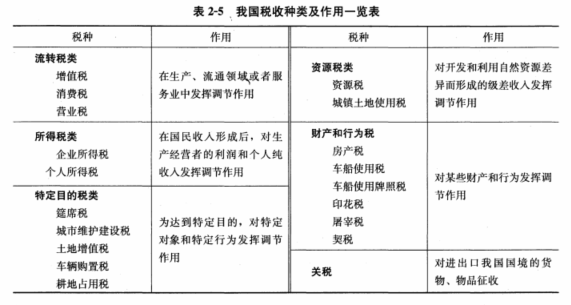 表 2-5 我国税收种类及作用一览表
税种
作用
流转税类
增值税
消费税
营业税
在生产、流通领域或者服
务业中发挥调节作用
所得税类
企业所得税
个人所得税
在国民收入形成后，对生
产经营者的利润和个人纯
收入发挥调节作用
特定目的税类
筵席税
城市维护建设税
土地增值税
车辆购置税
耕地占用税
为达到特定目的，对特定
对象和特定行为发挥调节
作用
税种
作用
资源税类
资源税
城镇土地使用税
对开发和利用自然资源差
异而形成的级差收入发挥
调节作用
财产和行为税
房产税
车船使用税
车船使用牌照税
印花税
屠宰税
契税
对某些财产和行为发挥调
节作用
关税
对进出口我国国境的货
物、物品征收